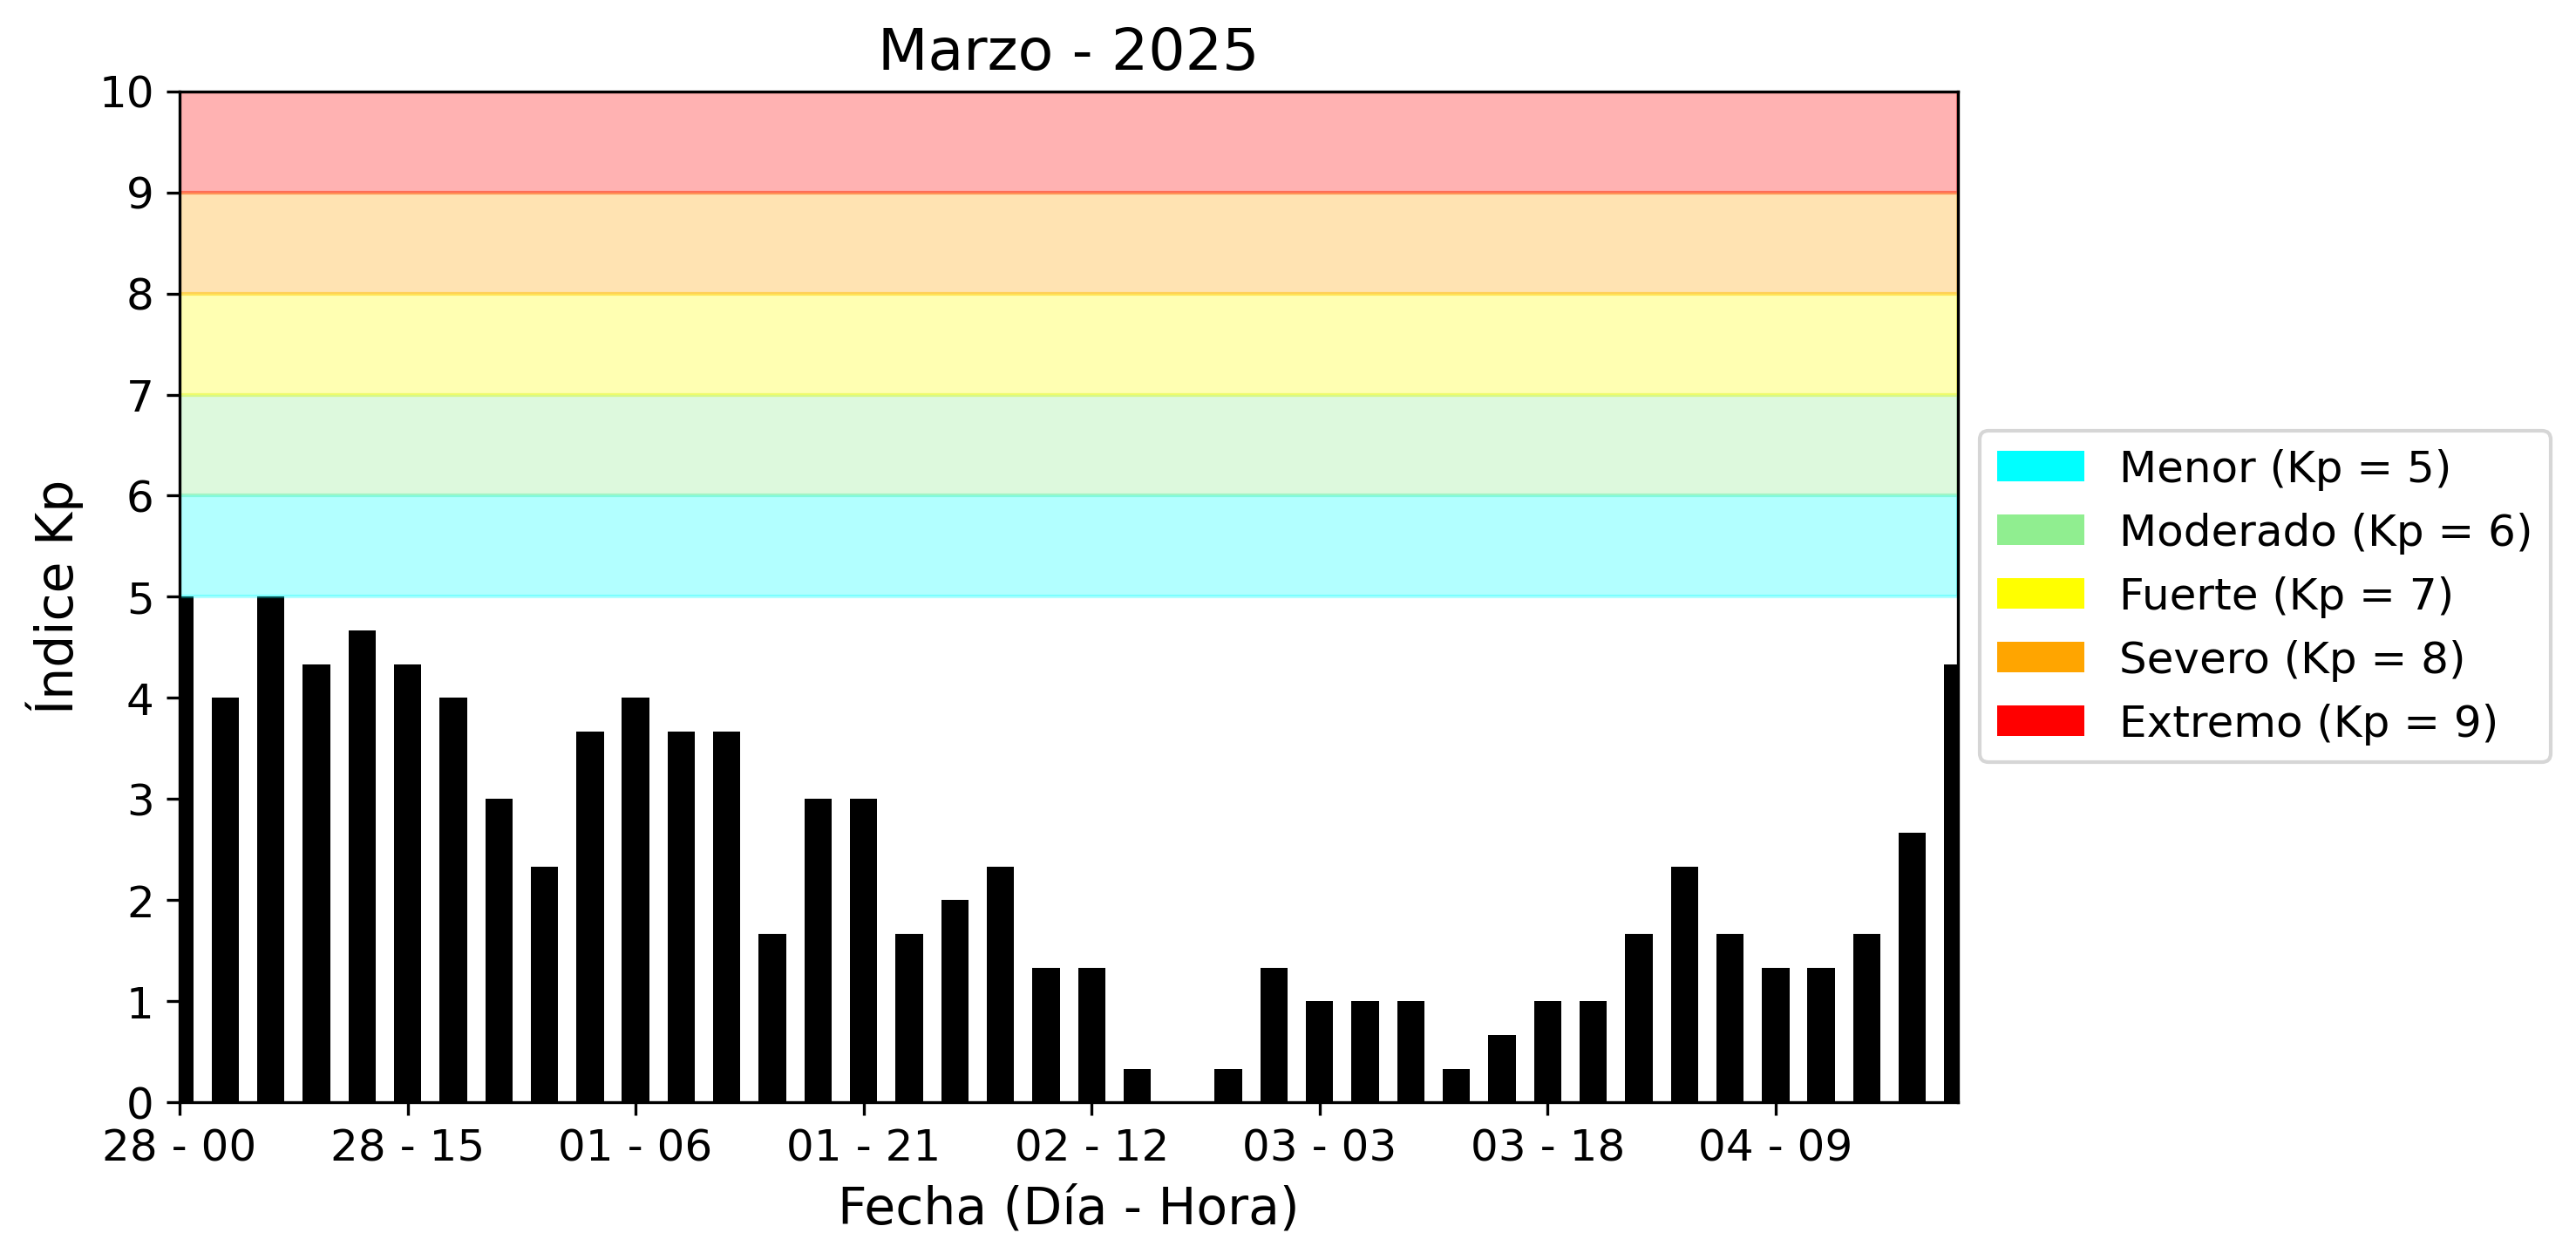 Marzo - 2025
10
9
8
7
6
5
4
3
2
1
0
Índice Kp
28 - 00
28 - 15
01 - 06
01 - 21
02 - 12
03 - 03
03 - 18
04 - 09
Fecha (Día - Hora)
Menor (Kp = 5)
Moderado (Kp = 6)
Fuerte (Kp = 7)
Severo (Kp = 8)
Extremo (Kp = 9)